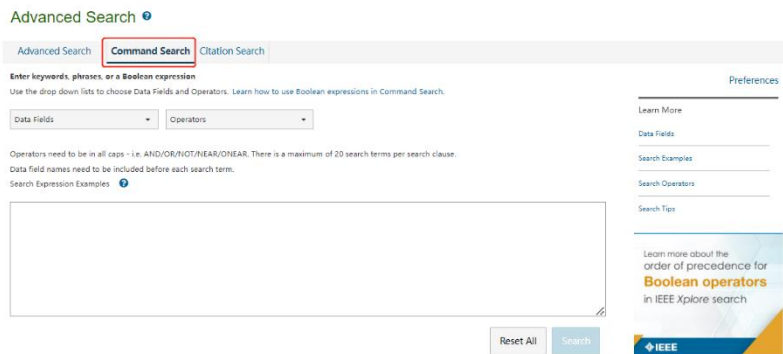 Advanced Search ?
Advanced Search Command Search Citation Search
Enter keywords, phrases, or a Boolean expression
Preferences
Use the drop down lists to choose Data Fields and Operators. Learn how to use Boolean expressions in Command Search.
Data Fields Operators
Operators need to be in all caps - i.e. AND/OR/NOT/NEAR/ONEAR. There is a maximum of 20 search terms per search clause.
Data field names need to be included before each search term.
Search Expression Examples ?
Reset All Search
Learn More
Data Fields
Search Examples
Search Operators
Search Tips
Learn more about the
order of precedence for
Boolean operators
in IEEE Xplore search
IEEE